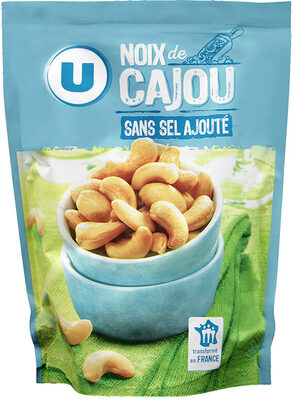 U
NOIX de
CAJOU
SANS SEL AJOUTÉ
transformé
en FRANCE